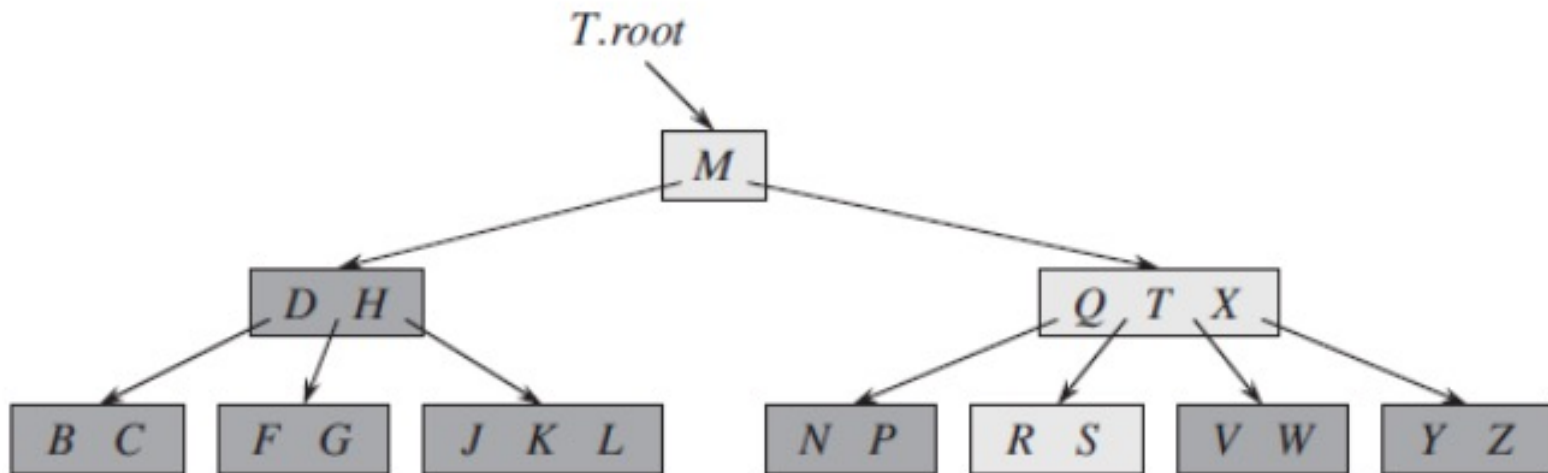 T.root
M
D H
Q T X
B C
F G
J K L
N P
R S
V W
Y Z